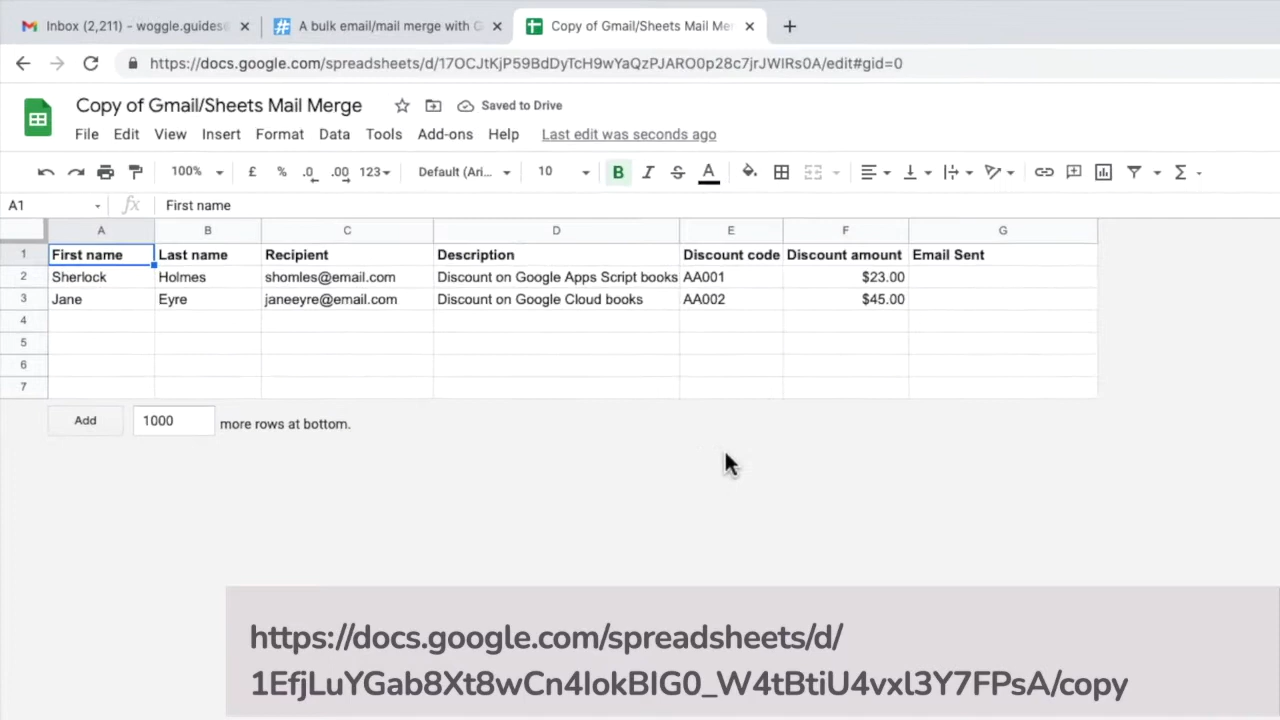 Inbox (2,211) - woggle.guides
A bulk email/mail merge with G
Copy of Gmail/Sheets Mail Mer
https://docs.google.com/spreadsheets/d/17OCJtKjP59BdDyTcH9wYaQzPJARO0p28c7jrJWIRs0A/edit#gid=0
Copy of Gmail/Sheets Mail Merge
Saved to Drive
File Edit View Insert Format Data Tools Add-ons Help Last edit was seconds ago
100% £ % .0 .00 123 Default (Ari... 10 B I S A Σ
A1 fx First name
A B C D E F G
1 First name Last name Recipient Description Discount code Discount amount Email Sent
2 Sherlock Holmes shomles@email.com Discount on Google Apps Script books AA001 $23.00
3 Jane Eyre janeeyre@email.com Discount on Google Cloud books AA002 $45.00
4
5
6
7
Add 1000 more rows at bottom.
https://docs.google.com/spreadsheets/d/
1EfjLuYGab8Xt8wCn4IokBIG0_W4tBtiU4vxl3Y7FPsA/copy